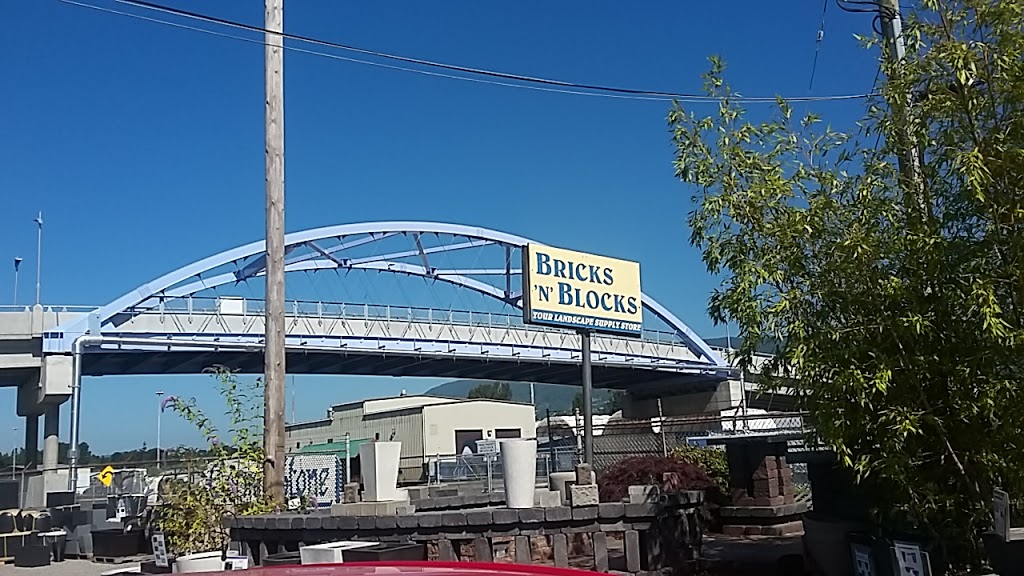 BRICKS
'N' BLOCKS
YOUR LANDSCAPE SUPPLY STORE